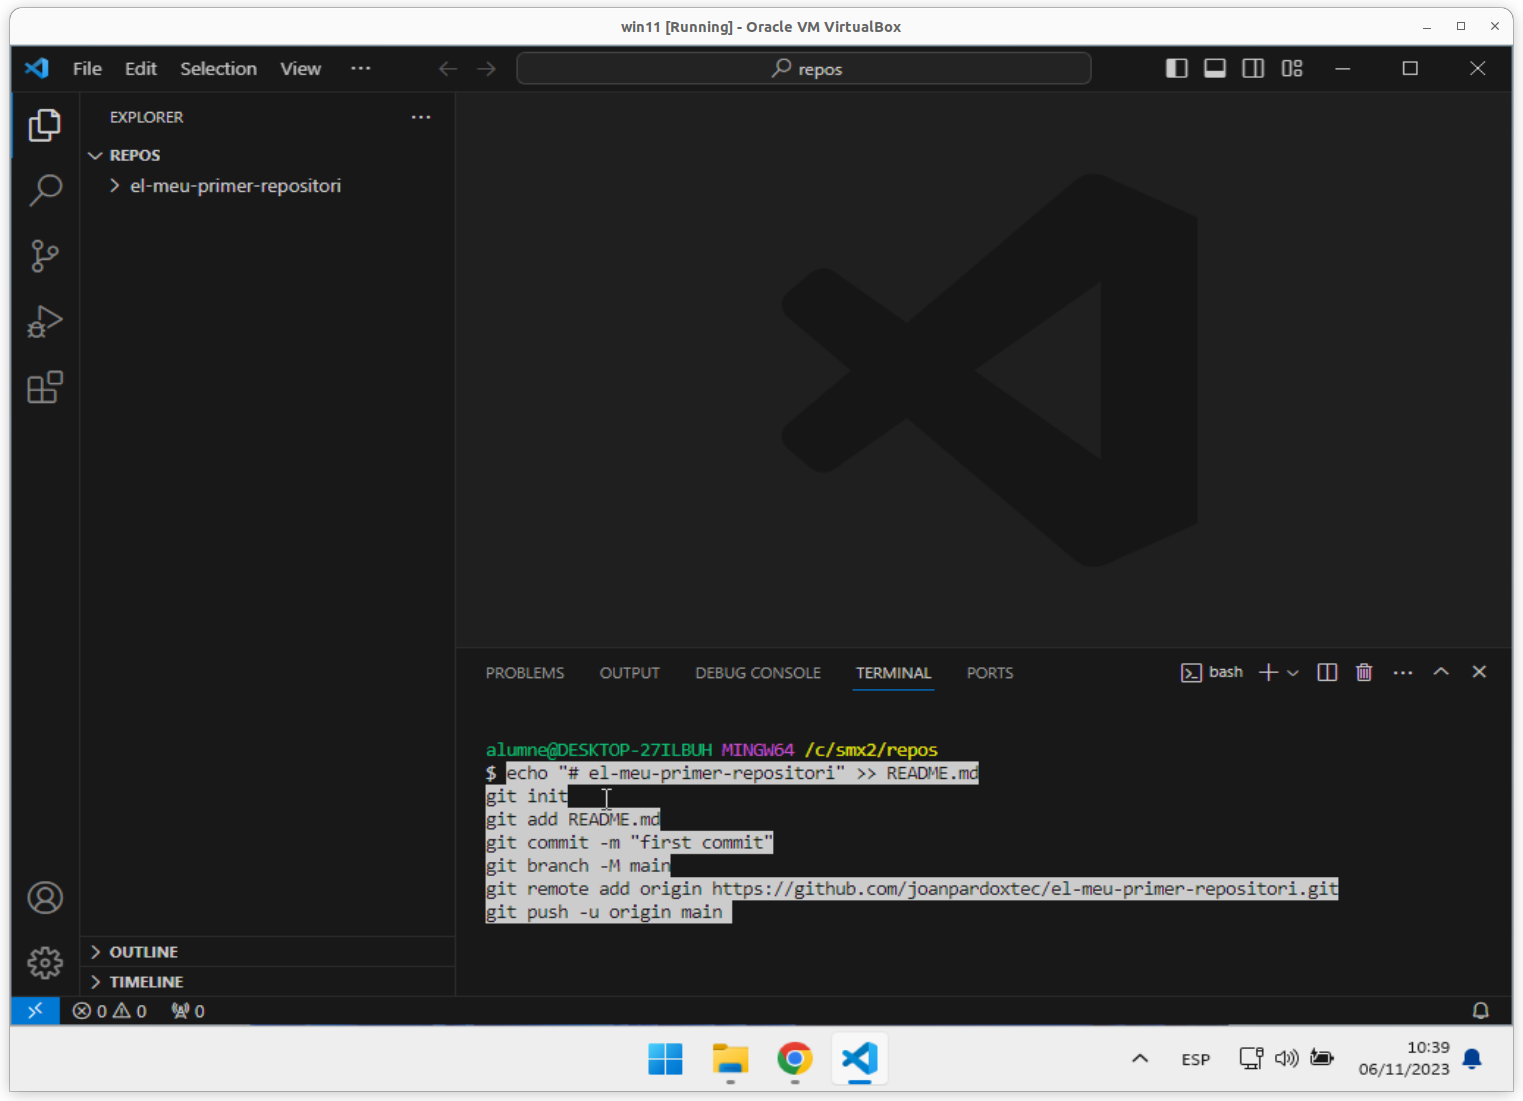 win11 [Running] - Oracle VM VirtualBox
File Edit Selection View ··· repos
EXPLORER ···
REPOS
el-meu-primer-repositori
PROBLEMS OUTPUT DEBUG CONSOLE TERMINAL PORTS bash ···
alumne@DESKTOP-27ILBUH MINGW64 /c/smx2/repos
$ echo "# el-meu-primer-repositori" >> README.md
git init
git add README.md
git commit -m "first commit"
git branch -M main
git remote add origin https://github.com/joanpardoxtec/el-meu-primer-repositori.git
git push -u origin main
OUTLINE
TIMELINE
0 0 0
ESP
10:39
06/11/2023